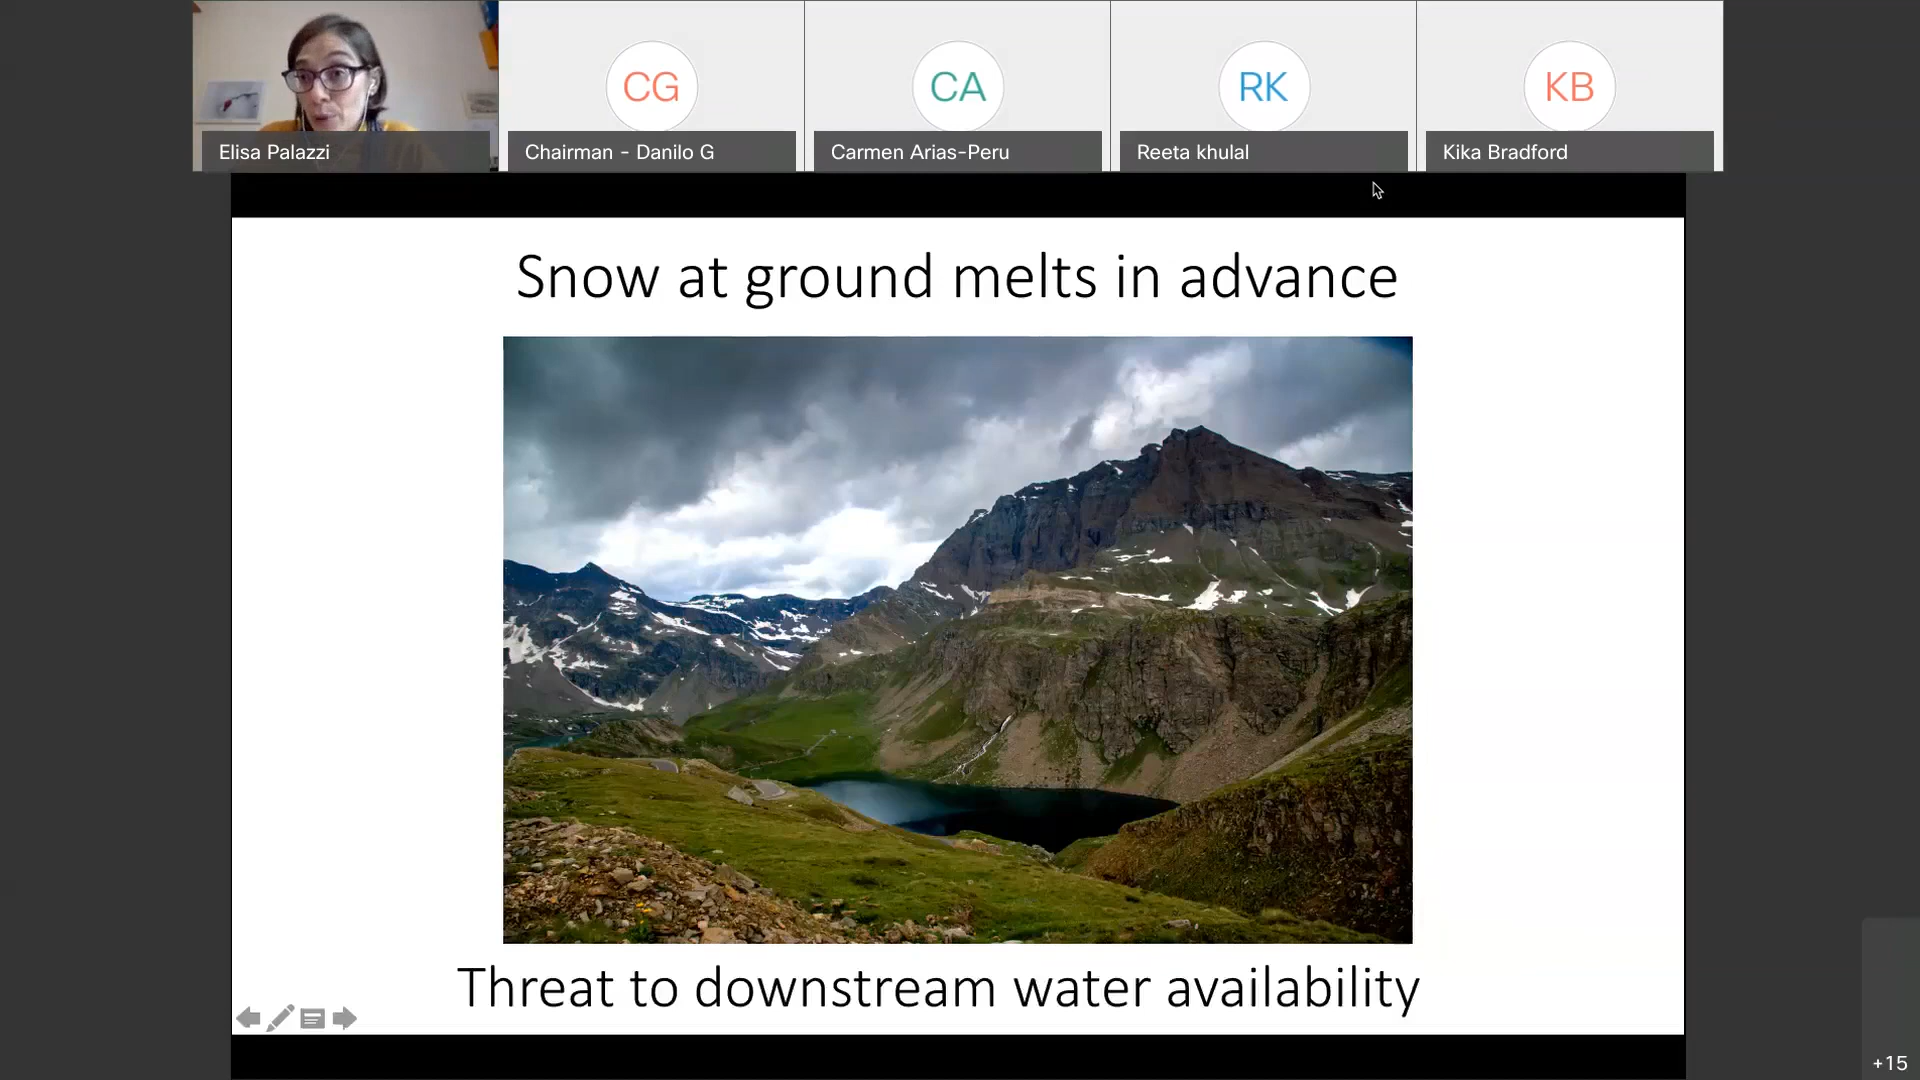 CG
CA
RK
KB
Elisa Palazzi
Chairman - Danilo G
Carmen Arias-Peru
Reeta khulal
Kika Bradford
Snow at ground melts in advance
Threat to downstream water availability
+15